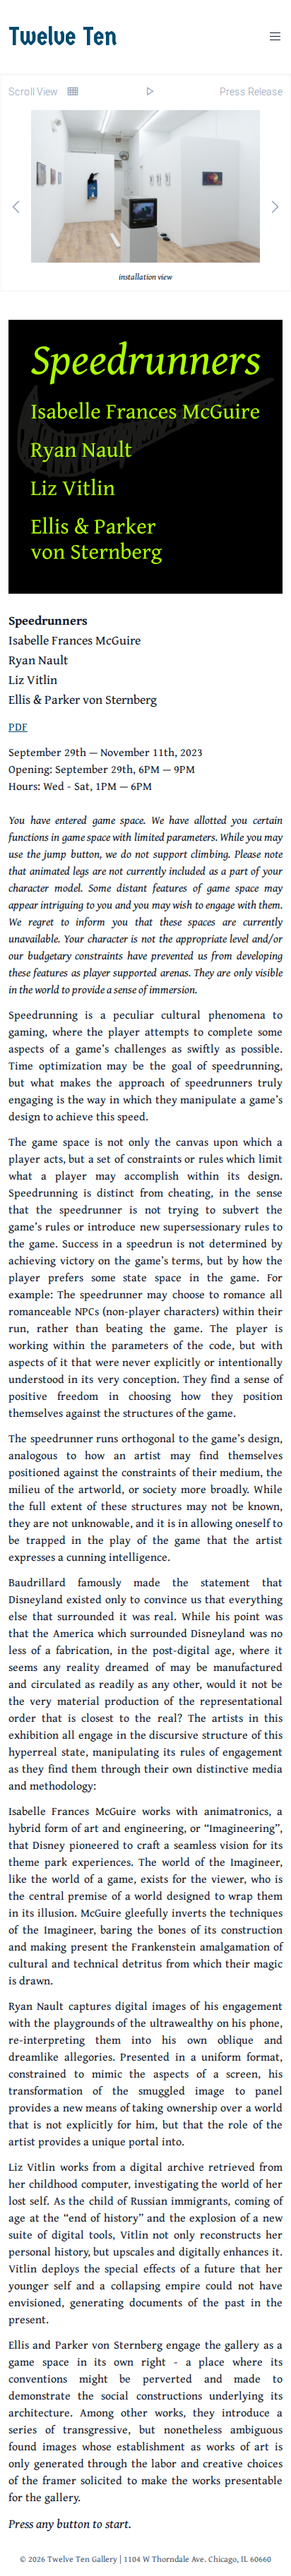 Twelve Ten
Scroll View
Press Release
installation view
Speedrunners
Isabelle Frances McGuire
Ryan Nault
Liz Vitlin
Ellis & Parker
von Sternberg
Speedrunners
Isabelle Frances McGuire
Ryan Nault
Liz Vitlin
Ellis & Parker von Sternberg
PDF
September 29th — November 11th, 2023
Opening: September 29th, 6PM — 9PM
Hours: Wed - Sat, 1PM — 6PM
You have entered game space. We have allotted you certain
functions in game space with limited parameters. While you may
use the jump button, we do not support climbing. Please note
that animated legs are not currently included as a part of your
character model. Some distant features of game space may
appear intriguing to you and you may wish to engage with them.
We regret to inform you that these spaces are currently
unavailable. Your character is not the appropriate level and/or
our budgetary constraints have prevented us from developing
these features as player supported arenas. They are only visible
in the world to provide a sense of immersion.
Speedrunning is a peculiar cultural phenomena to
gaming, where the player attempts to complete some
aspects of a game’s challenges as swiftly as possible.
Time optimization may be the goal of speedrunning,
but what makes the approach of speedrunners truly
engaging is the way in which they manipulate a game’s
design to achieve this speed.
The game space is not only the canvas upon which a
player acts, but a set of constraints or rules which limit
what a player may accomplish within its design.
Speedrunning is distinct from cheating, in the sense
that the speedrunner is not trying to subvert the
game’s rules or introduce new supersessionary rules to
the game. Success in a speedrun is not determined by
achieving victory on the game’s terms, but by how the
player prefers some state space in the game. For
example: The speedrunner may choose to romance all
romanceable NPCs (non-player characters) within their
run, rather than beating the game. The player is
working within the parameters of the code, but with
aspects of it that were never explicitly or intentionally
understood in its very conception. They find a sense of
positive freedom in choosing how they position
themselves against the structures of the game.
The speedrunner runs orthogonal to the game’s design,
analogous to how an artist may find themselves
positioned against the constraints of their medium, the
milieu of the artworld, or society more broadly. While
the full extent of these structures may not be known,
they are not unknowable, and it is in allowing oneself to
be trapped in the play of the game that the artist
expresses a cunning intelligence.
Baudrillard famously made the statement that
Disneyland existed only to convince us that everything
else that surrounded it was real. While his point was
that the America which surrounded Disneyland was no
less of a fabrication, in the post-digital age, where it
seems any reality dreamed of may be manufactured
and circulated as readily as any other, would it not be
the very material production of the representational
order that is closest to the real? The artists in this
exhibition all engage in the discursive structure of this
hyperreal state, manipulating its rules of engagement
as they find them through their own distinctive media
and methodology:
Isabelle Frances McGuire works with animatronics, a
hybrid form of art and engineering, or “Imagineering”,
that Disney pioneered to craft a seamless vision for its
theme park experiences. The world of the Imagineer,
like the world of a game, exists for the viewer, who is
the central premise of a world designed to wrap them
in its illusion. McGuire gleefully inverts the techniques
of the Imagineer, baring the bones of its construction
and making present the Frankenstein amalgamation of
cultural and technical detritus from which their magic
is drawn.
Ryan Nault captures digital images of his engagement
with the playgrounds of the ultrawealthy on his phone,
re-interpreting them into his own oblique and
dreamlike allegories. Presented in a uniform format,
constrained to mimic the aspects of a screen, his
transformation of the smuggled image to panel
provides a new means of taking ownership over a world
that is not explicitly for him, but that the role of the
artist provides a unique portal into.
Liz Vitlin works from a digital archive retrieved from
her childhood computer, investigating the world of her
lost self. As the child of Russian immigrants, coming of
age at the “end of history” and the explosion of a new
suite of digital tools, Vitlin not only reconstructs her
personal history, but upscales and digitally enhances it.
Vitlin deploys the special effects of a future that her
younger self and a collapsing empire could not have
envisioned, generating documents of the past in the
present.
Ellis and Parker von Sternberg engage the gallery as a
game space in its own right - a place where its
conventions might be perverted and made to
demonstrate the social constructions underlying its
architecture. Among other works, they introduce a
series of transgressive, but nonetheless ambiguous
found images whose establishment as works of art is
only generated through the labor and creative choices
of the framer solicited to make the works presentable
for the gallery.
Press any button to start.
© 2026 Twelve Ten Gallery | 1104 W Thorndale Ave. Chicago, IL 60660